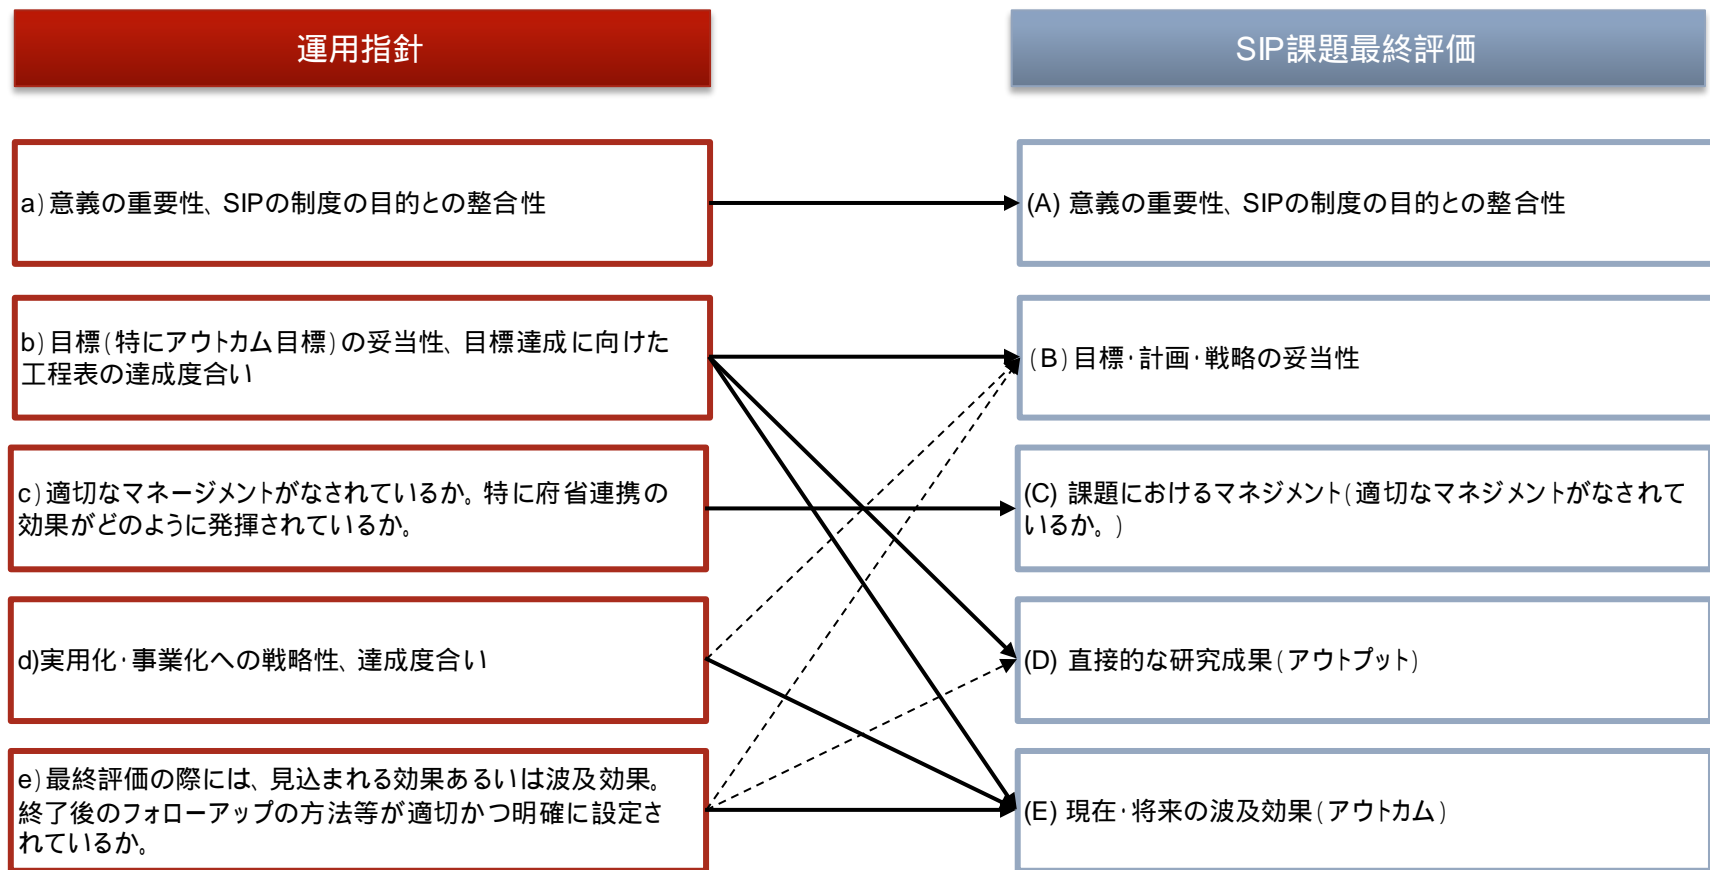 運用指針
SIP課題最終評価
a)意義の重要性、SIPの制度の目的との整合性
(A) 意義の重要性、SIPの制度の目的との整合性
b)目標(特にアウトカム目標)の妥当性、目標達成に向けた
工程表の達成度合い
(B)目標・計画・戦略の妥当性
c)適切なマネージメントがなされているか。特に府省連携の
効果がどのように発揮されているか。
(C) 課題におけるマネジメント(適切なマネジメントがなされて
いるか。)
d)実用化・事業化への戦略性、達成度合い
(D) 直接的な研究成果(アウトプット)
e)最終評価の際には、見込まれる効果あるいは波及効果。
終了後のフォローアップの方法等が適切かつ明確に設定さ
れているか。
(E) 現在・将来の波及効果(アウトカム)